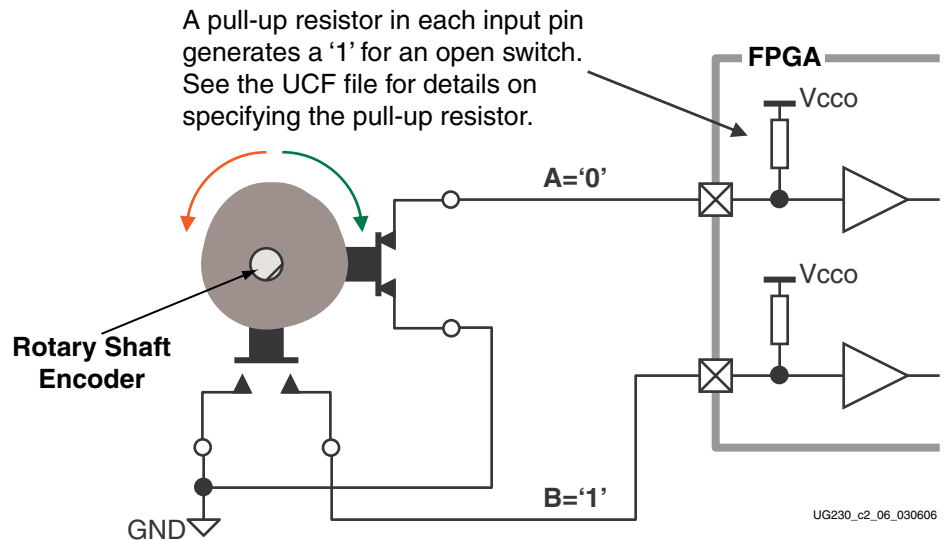 A pull-up resistor in each input pin
generates a ‘1’ for an open switch.
See the UCF file for details on
specifying the pull-up resistor.
FPGA
Vcco
A=‘0’
Vcco
Rotary Shaft
Encoder
B=‘1’
GND
UG230_c2_06_030606